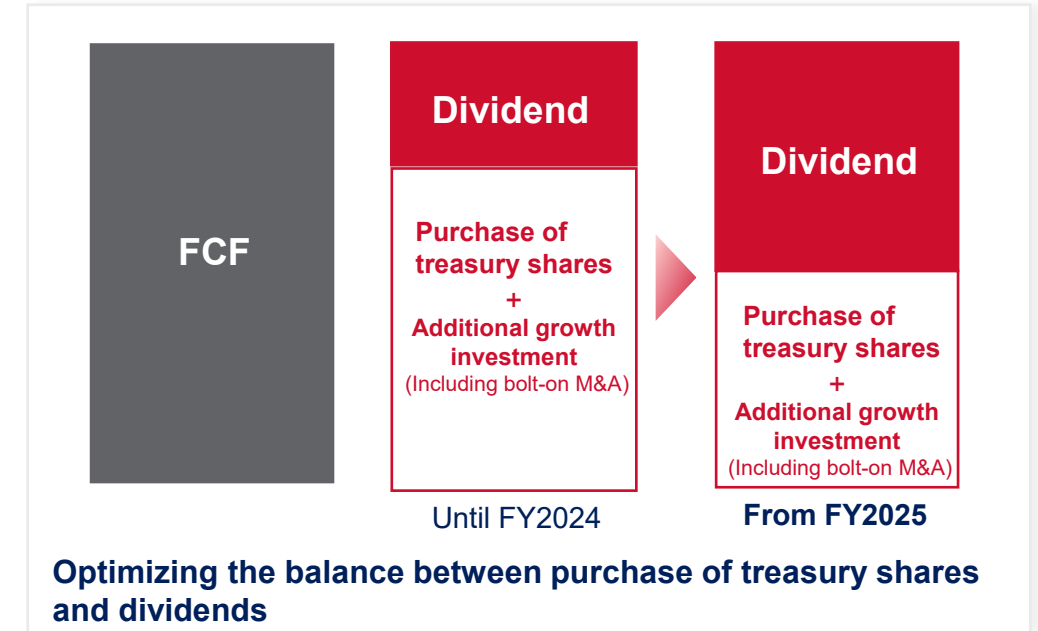 FCF
Dividend
Purchase of
treasury shares
+
Additional growth
investment
(Including bolt-on M&A)
Until FY2024
Dividend
Purchase of
treasury shares
+
Additional growth
investment
(Including bolt-on M&A)
From FY2025
Optimizing the balance between purchase of treasury shares
and dividends